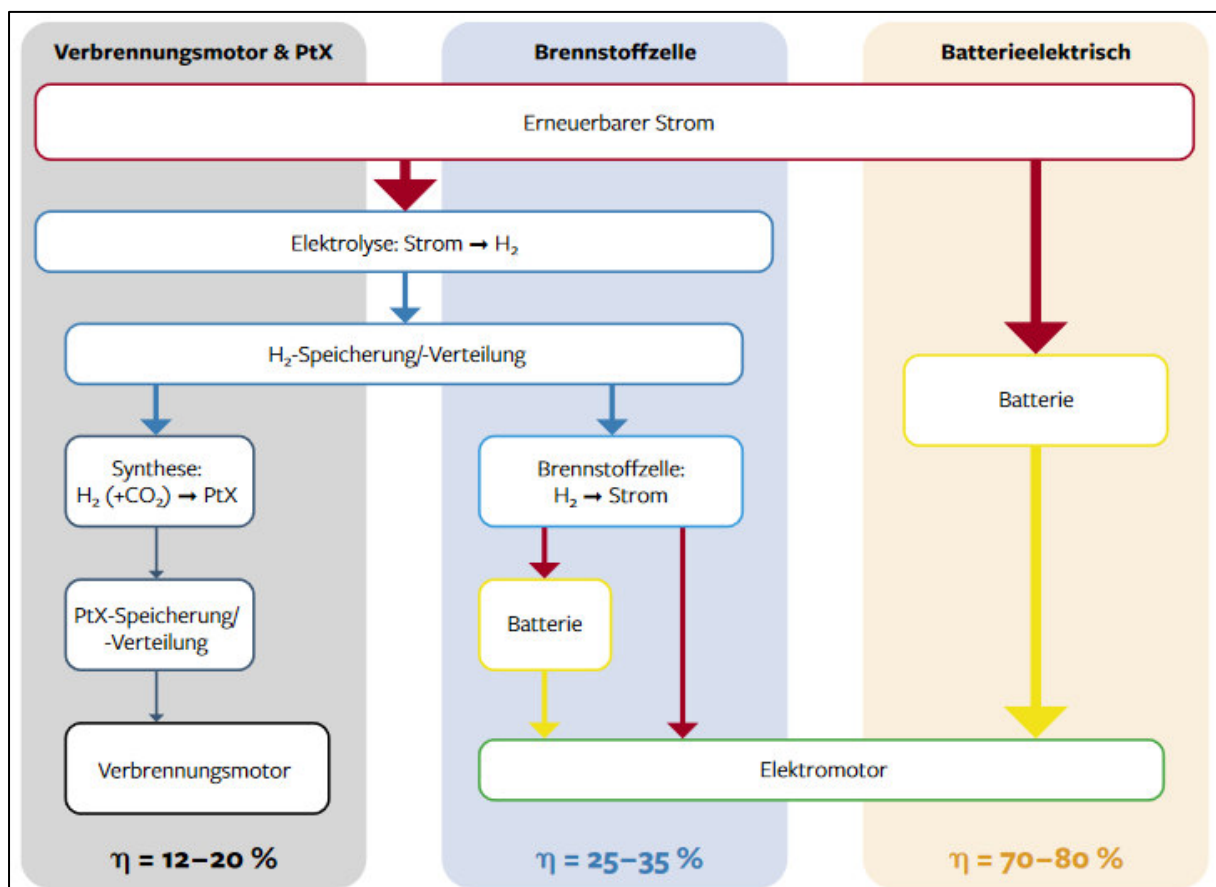 Verbrennungsmotor & PtX
Brennstoffzelle
Batterieelektrisch
Erneuerbarer Strom
Elektrolyse: Strom → H₂
H₂-Speicherung/-Verteilung
Batterie
Synthese:
H₂ (+CO₂) → PtX
Brennstoffzelle:
H₂ → Strom
PtX-Speicherung/
-Verteilung
Batterie
Verbrennungsmotor
Elektromotor
η = 12–20 %
η = 25–35 %
η = 70–80 %